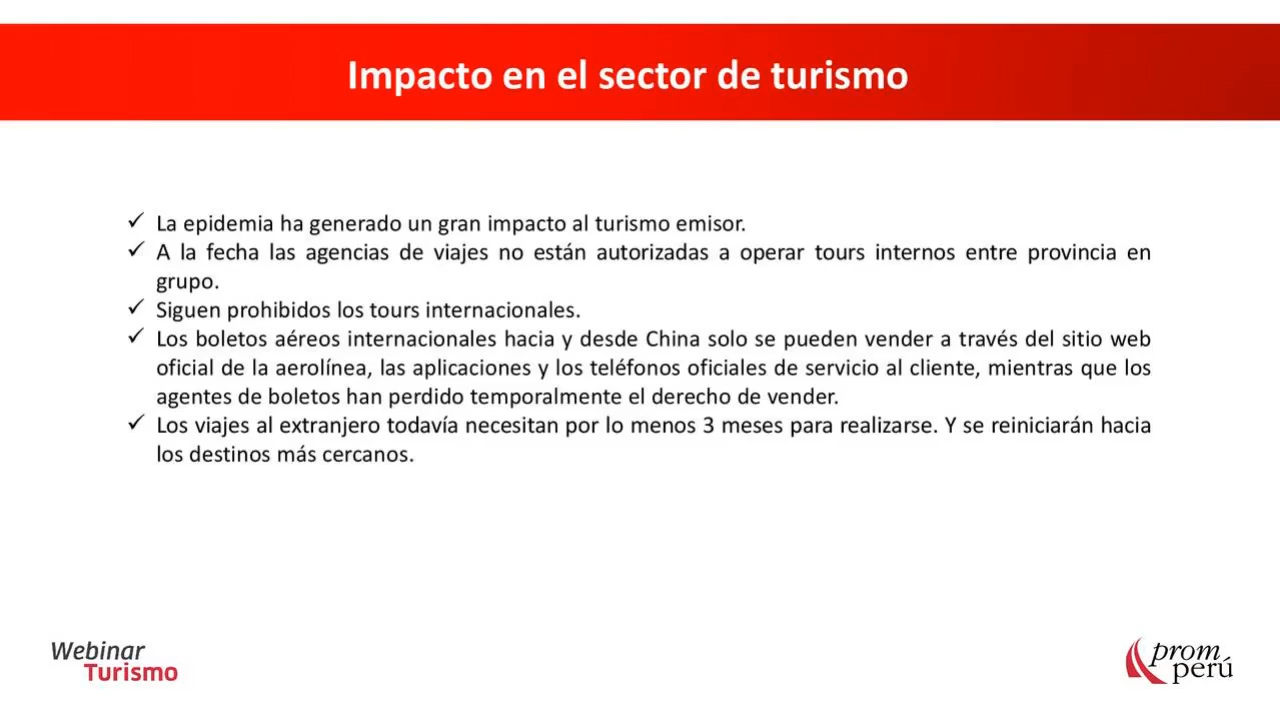 Impacto en el sector de turismo
✓ La epidemia ha generado un gran impacto al turismo emisor.
✓ A la fecha las agencias de viajes no están autorizadas a operar tours internos entre provincia en
grupo.
✓ Siguen prohibidos los tours internacionales.
✓ Los boletos aéreos internacionales hacia y desde China solo se pueden vender a través del sitio web
oficial de la aerolínea, las aplicaciones y los teléfonos oficiales de servicio al cliente, mientras que los
agentes de boletos han perdido temporalmente el derecho de vender.
✓ Los viajes al extranjero todavía necesitan por lo menos 3 meses para realizarse. Y se reiniciarán hacia
los destinos más cercanos.
Webinar
Turismo
prom
perú